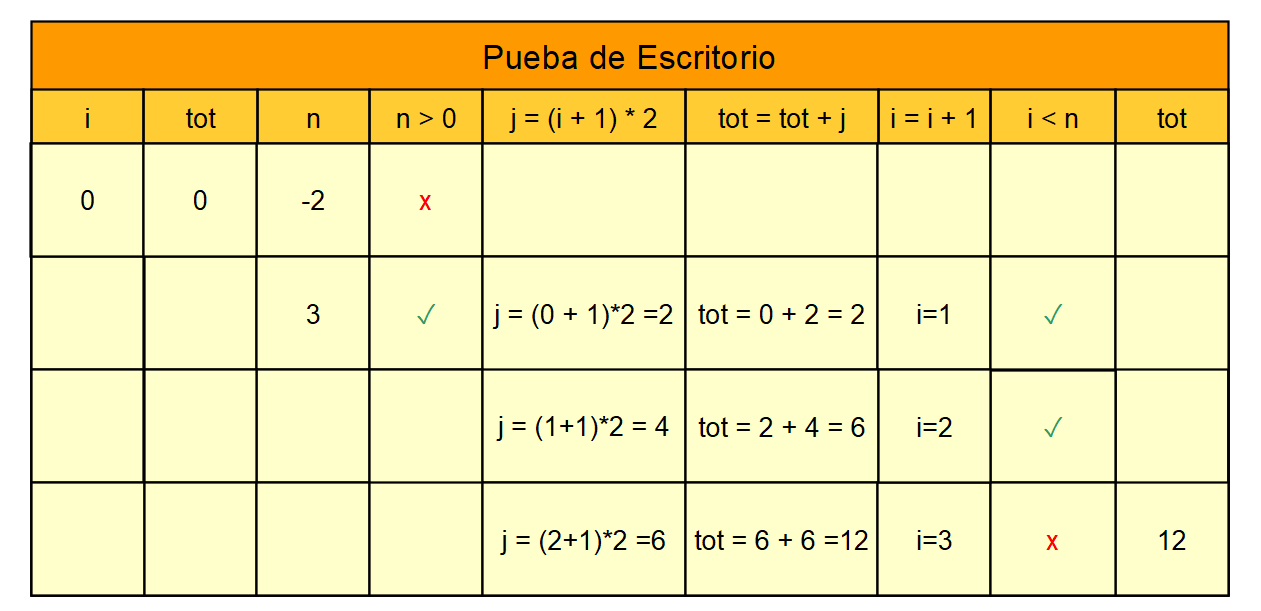 Pueba de Escritorio
i tot n n > 0 j = (i + 1) * 2 tot = tot + j i = i + 1 i < n tot
0 0 -2 x
3 ✓ j = (0 + 1)*2 =2 tot = 0 + 2 = 2 i=1 ✓
j = (1+1)*2 = 4 tot = 2 + 4 = 6 i=2 ✓
j = (2+1)*2 =6 tot = 6 + 6 =12 i=3 x 12